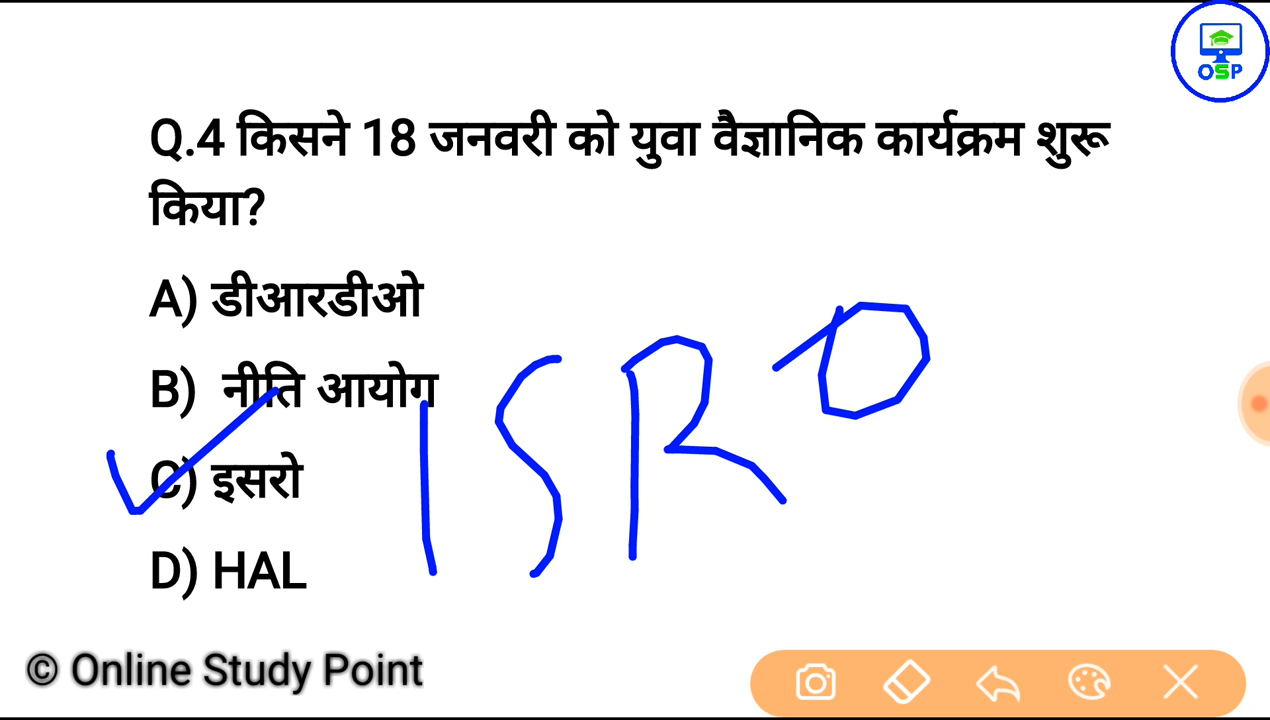 OSP
Q.4 किसने 18 जनवरी को युवा वैज्ञानिक कार्यक्रम शुरू
किया?
A) डीआरडीओ
B) नीति आयोग
C) इसरो
ISRO
D) HAL
© Online Study Point